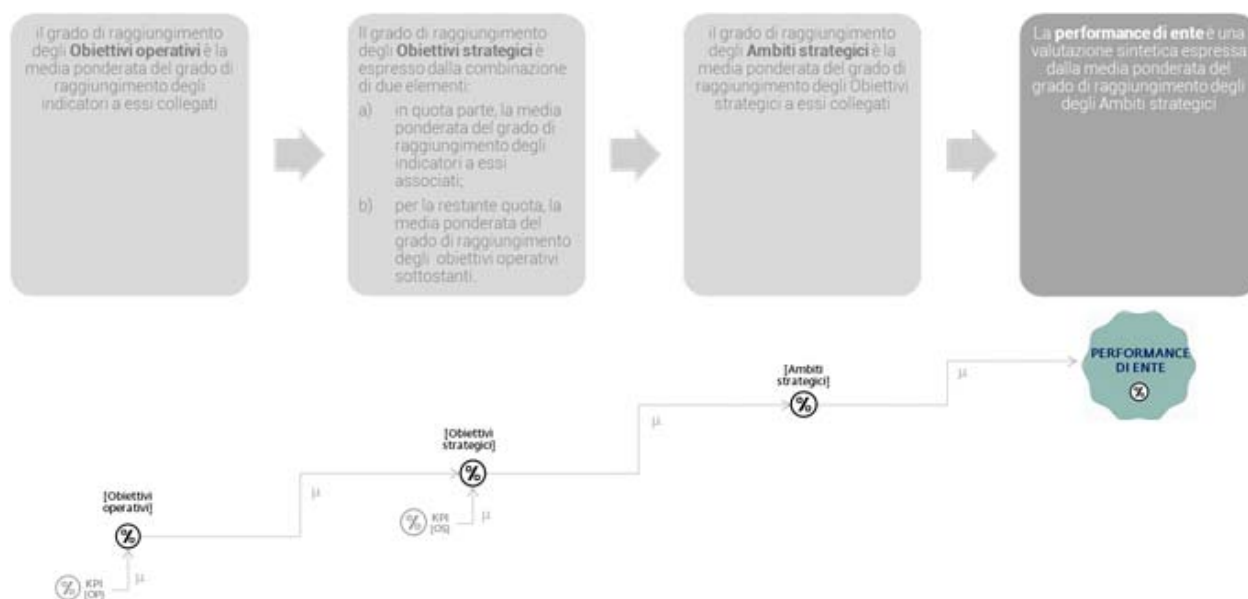 il grado di raggiungimento
degli Obiettivi operativi è la
media ponderata del grado di
raggiungimento degli
indicatori a essi collegati
Il grado di raggiungimento
degli Obiettivi strategici è
espresso dalla combinazione
di due elementi:
a) in quota parte, la media
ponderata del grado di
raggiungimento degli
indicatori a essi
associati;
b) per la restante quota, la
media ponderata del
grado di raggiungimento
degli obiettivi operativi
sottostanti.
il grado di raggiungimento
degli Ambiti strategici è la
media ponderata del grado di
raggiungimento degli Obiettivi
strategici a essi collegati
La performance di ente è una
valutazione sintetica espressa
dalla media ponderata del
grado di raggiungimento degli
degli Ambiti strategici
PERFORMANCE
DI ENTE
%
μ
[Ambiti
strategici]
%
μ
[Obiettivi
strategici]
%
μ
% KPI
[OS]
μ
[Obiettivi
operativi]
%
μ
% KPI
[OP]